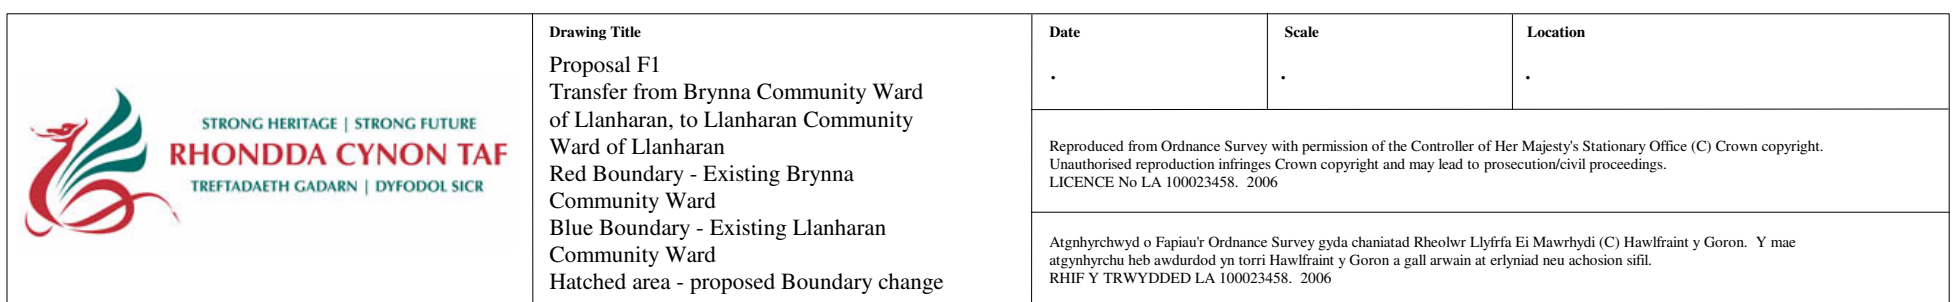 STRONG HERITAGE | STRONG FUTURE
RHONDDA CYNON TAF
TREFTADAETH GADARN | DYFODOL SICR
Drawing Title
Proposal F1
Transfer from Brynna Community Ward
of Llanharan, to Llanharan Community
Ward of Llanharan
Red Boundary - Existing Brynna
Community Ward
Blue Boundary - Existing Llanharan
Community Ward
Hatched area - proposed Boundary change
Date
.
Scale
.
Location
.
Reproduced from Ordnance Survey with permission of the Controller of Her Majesty's Stationary Office (C) Crown copyright.
Unauthorised reproduction infringes Crown copyright and may lead to prosecution/civil proceedings.
LICENCE No LA 100023458.  2006
Atgnhyrchwyd o Fapiau'r Ordnance Survey gyda chaniatad Rheolwr Llyfrfa Ei Mawrhydi (C) Hawlfraint y Goron.  Y mae
atgynhyrchu heb awdurdod yn torri Hawlfraint y Goron a gall arwain at erlyniad neu achosion sifil.
RHIF Y TRWYDDED LA 100023458.  2006